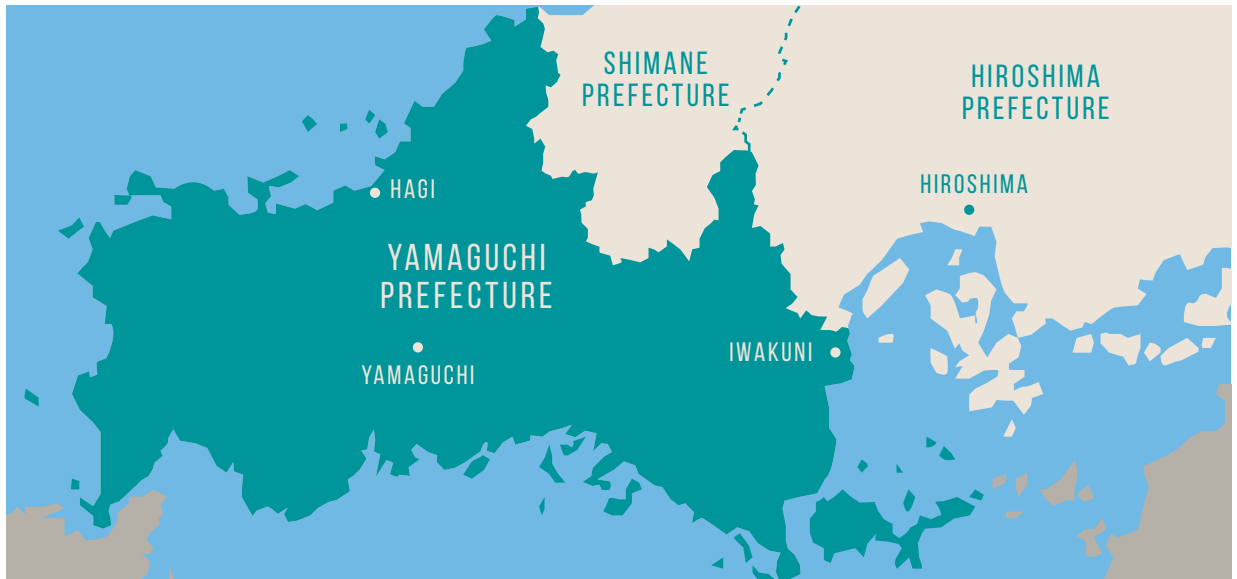 SHIMANE
PREFECTURE
HIROSHIMA
PREFECTURE
HIROSHIMA
HAGI
YAMAGUCHI
PREFECTURE
IWAKUNI
YAMAGUCHI